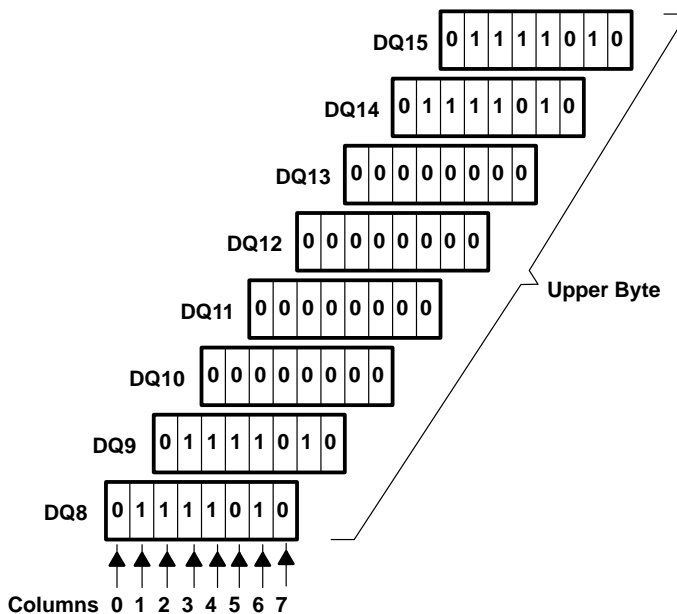 DQ15 0 1 1 1 1 0 1 0
DQ14 0 1 1 1 1 0 1 0
DQ13 0 0 0 0 0 0 0 0
DQ12 0 0 0 0 0 0 0 0
Upper Byte
DQ11 0 0 0 0 0 0 0 0
DQ10 0 0 0 0 0 0 0 0
DQ9 0 1 1 1 1 0 1 0
DQ8 0 1 1 1 1 0 1 0
Columns 0 1 2 3 4 5 6 7